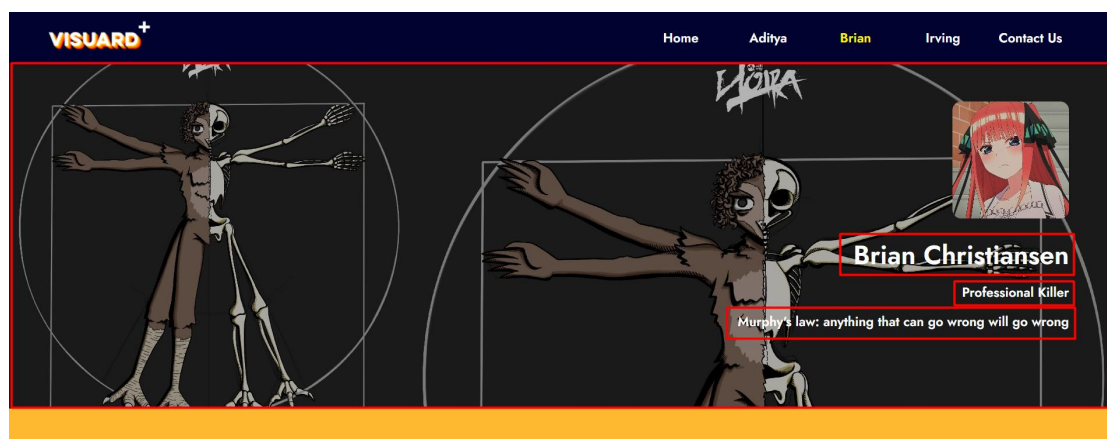 VISUARD+
Home Aditya Brian Irving Contact Us
Brian Christiansen
Professional Killer
Murphy's law: anything that can go wrong will go wrong